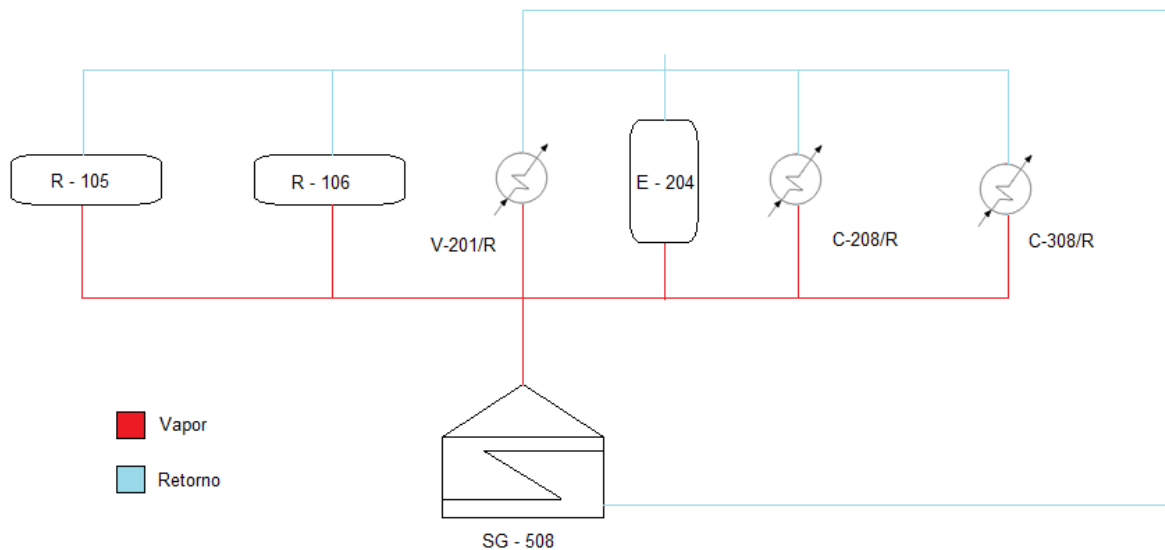 R - 105
R - 106
E - 204
V-201/R
C-208/R
C-308/R
Vapor
Retorno
SG - 508